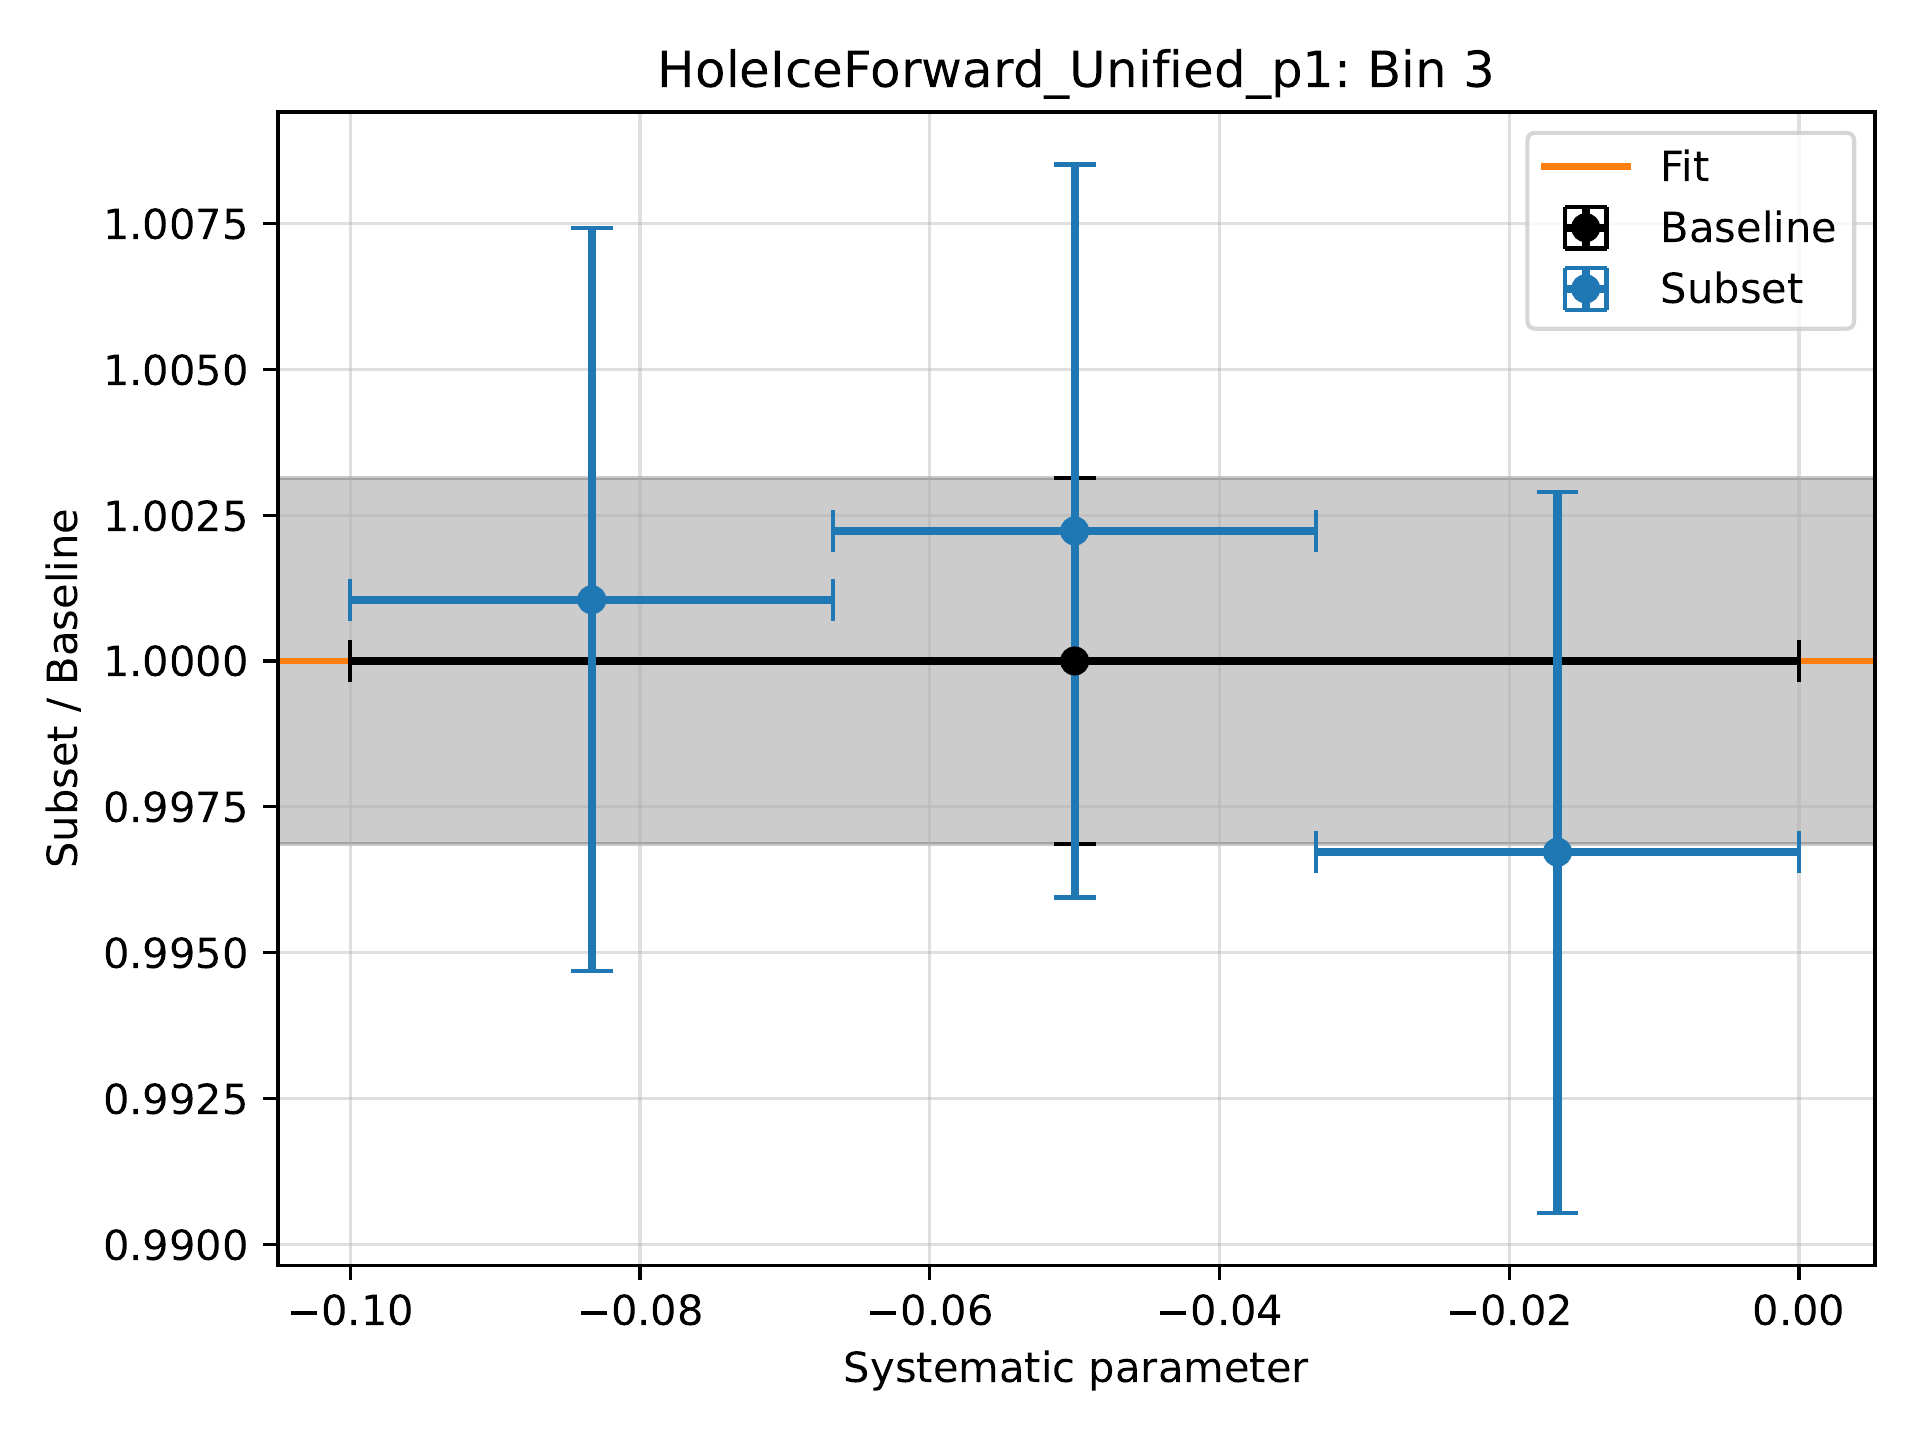 HoleIceForward_Unified_p1: Bin 3
Fit
Baseline
Subset
Subset / Baseline
1.0075
1.0050
1.0025
1.0000
0.9975
0.9950
0.9925
0.9900
−0.10 −0.08 −0.06 −0.04 −0.02 0.00
Systematic parameter